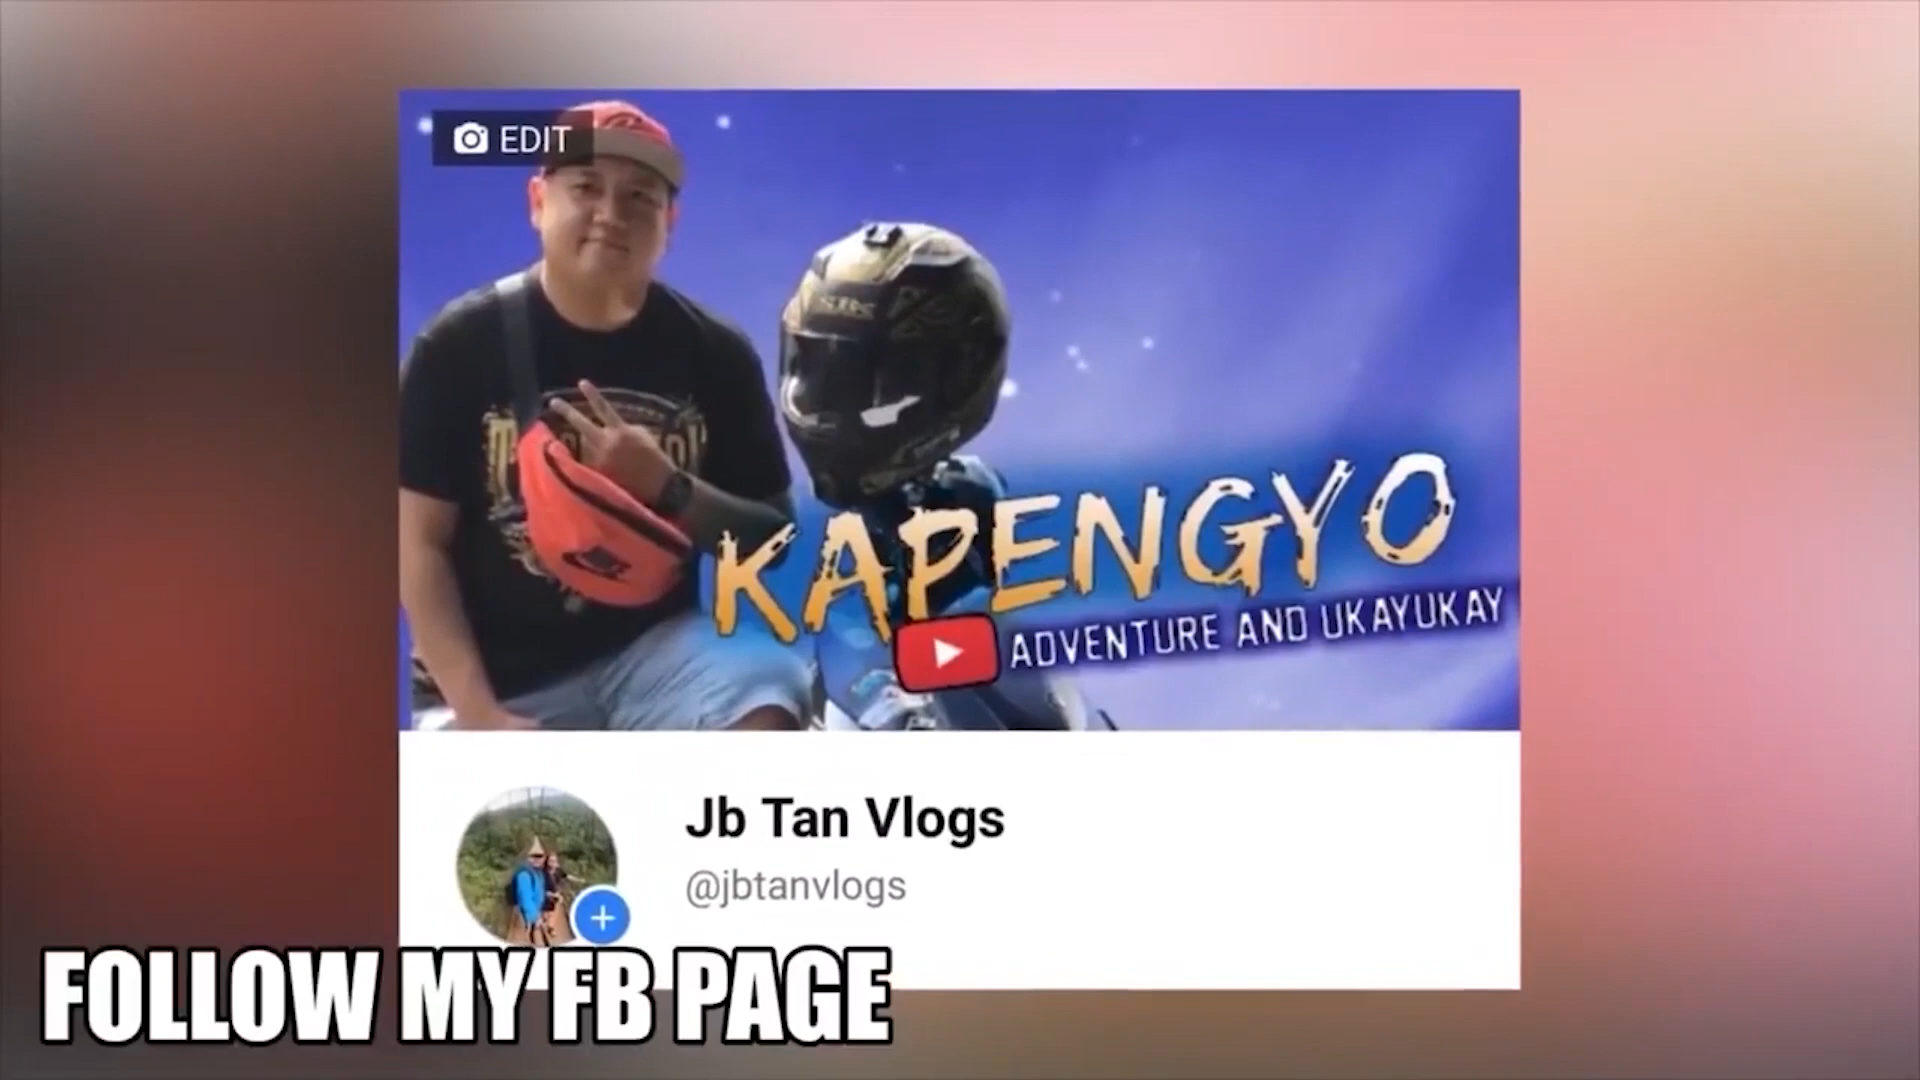 EDIT
KAPENGYO
ADVENTURE AND UKAYUKAY
Jb Tan Vlogs
@jbtanvlogs
FOLLOW MY FB PAGE